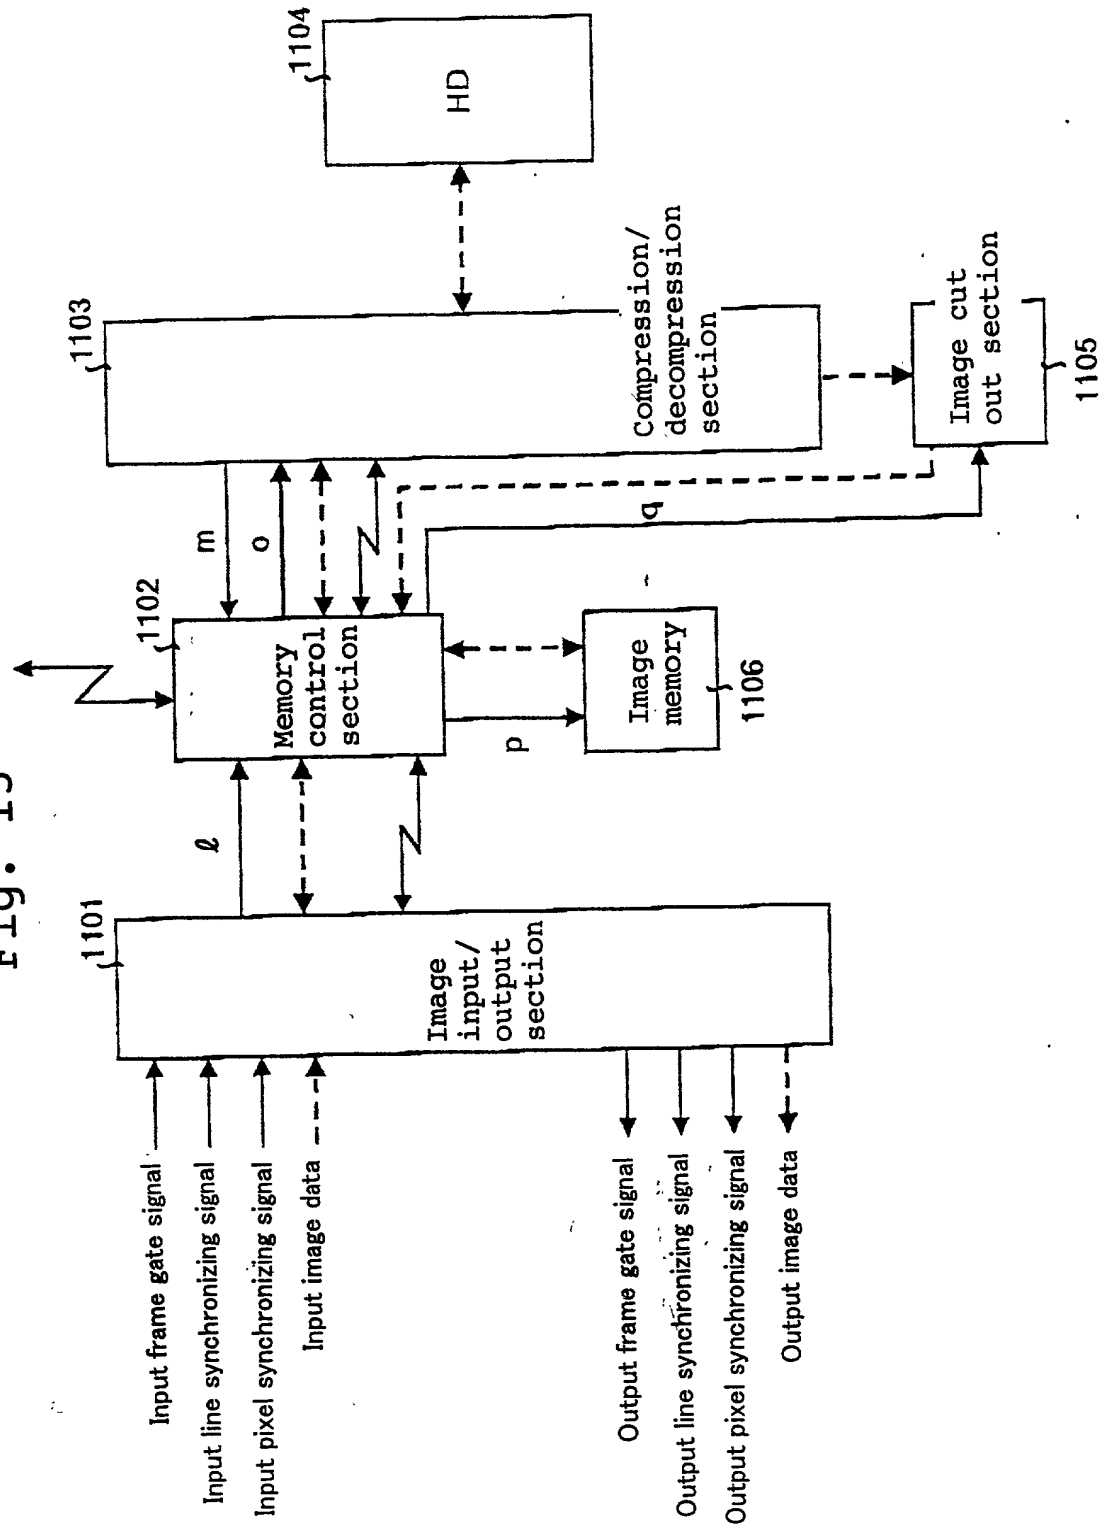 Fig. 15
1101
1102
1103
1104
Input frame gate signal
Input line synchronizing signal
Input pixel synchronizing signal
Input image data
Output frame gate signal
Output line synchronizing signal
Output pixel synchronizing signal
Output image data
Image
input/
output
section
ℓ
Memory
control
section
m
o
p
q
Image
memory
1106
Compression/
decompression
section
HD
Image cut
out section
1105